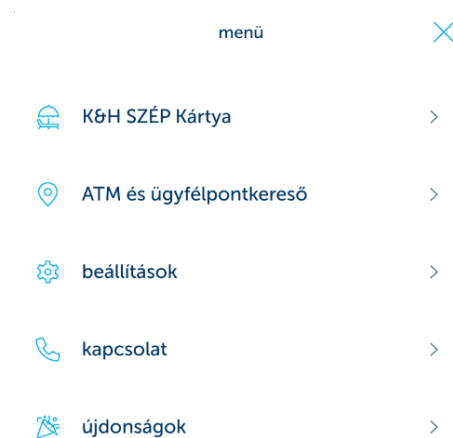 menü
K&H SZÉP Kártya
ATM és ügyfélpontkereső
beállítások
kapcsolat
újdonságok